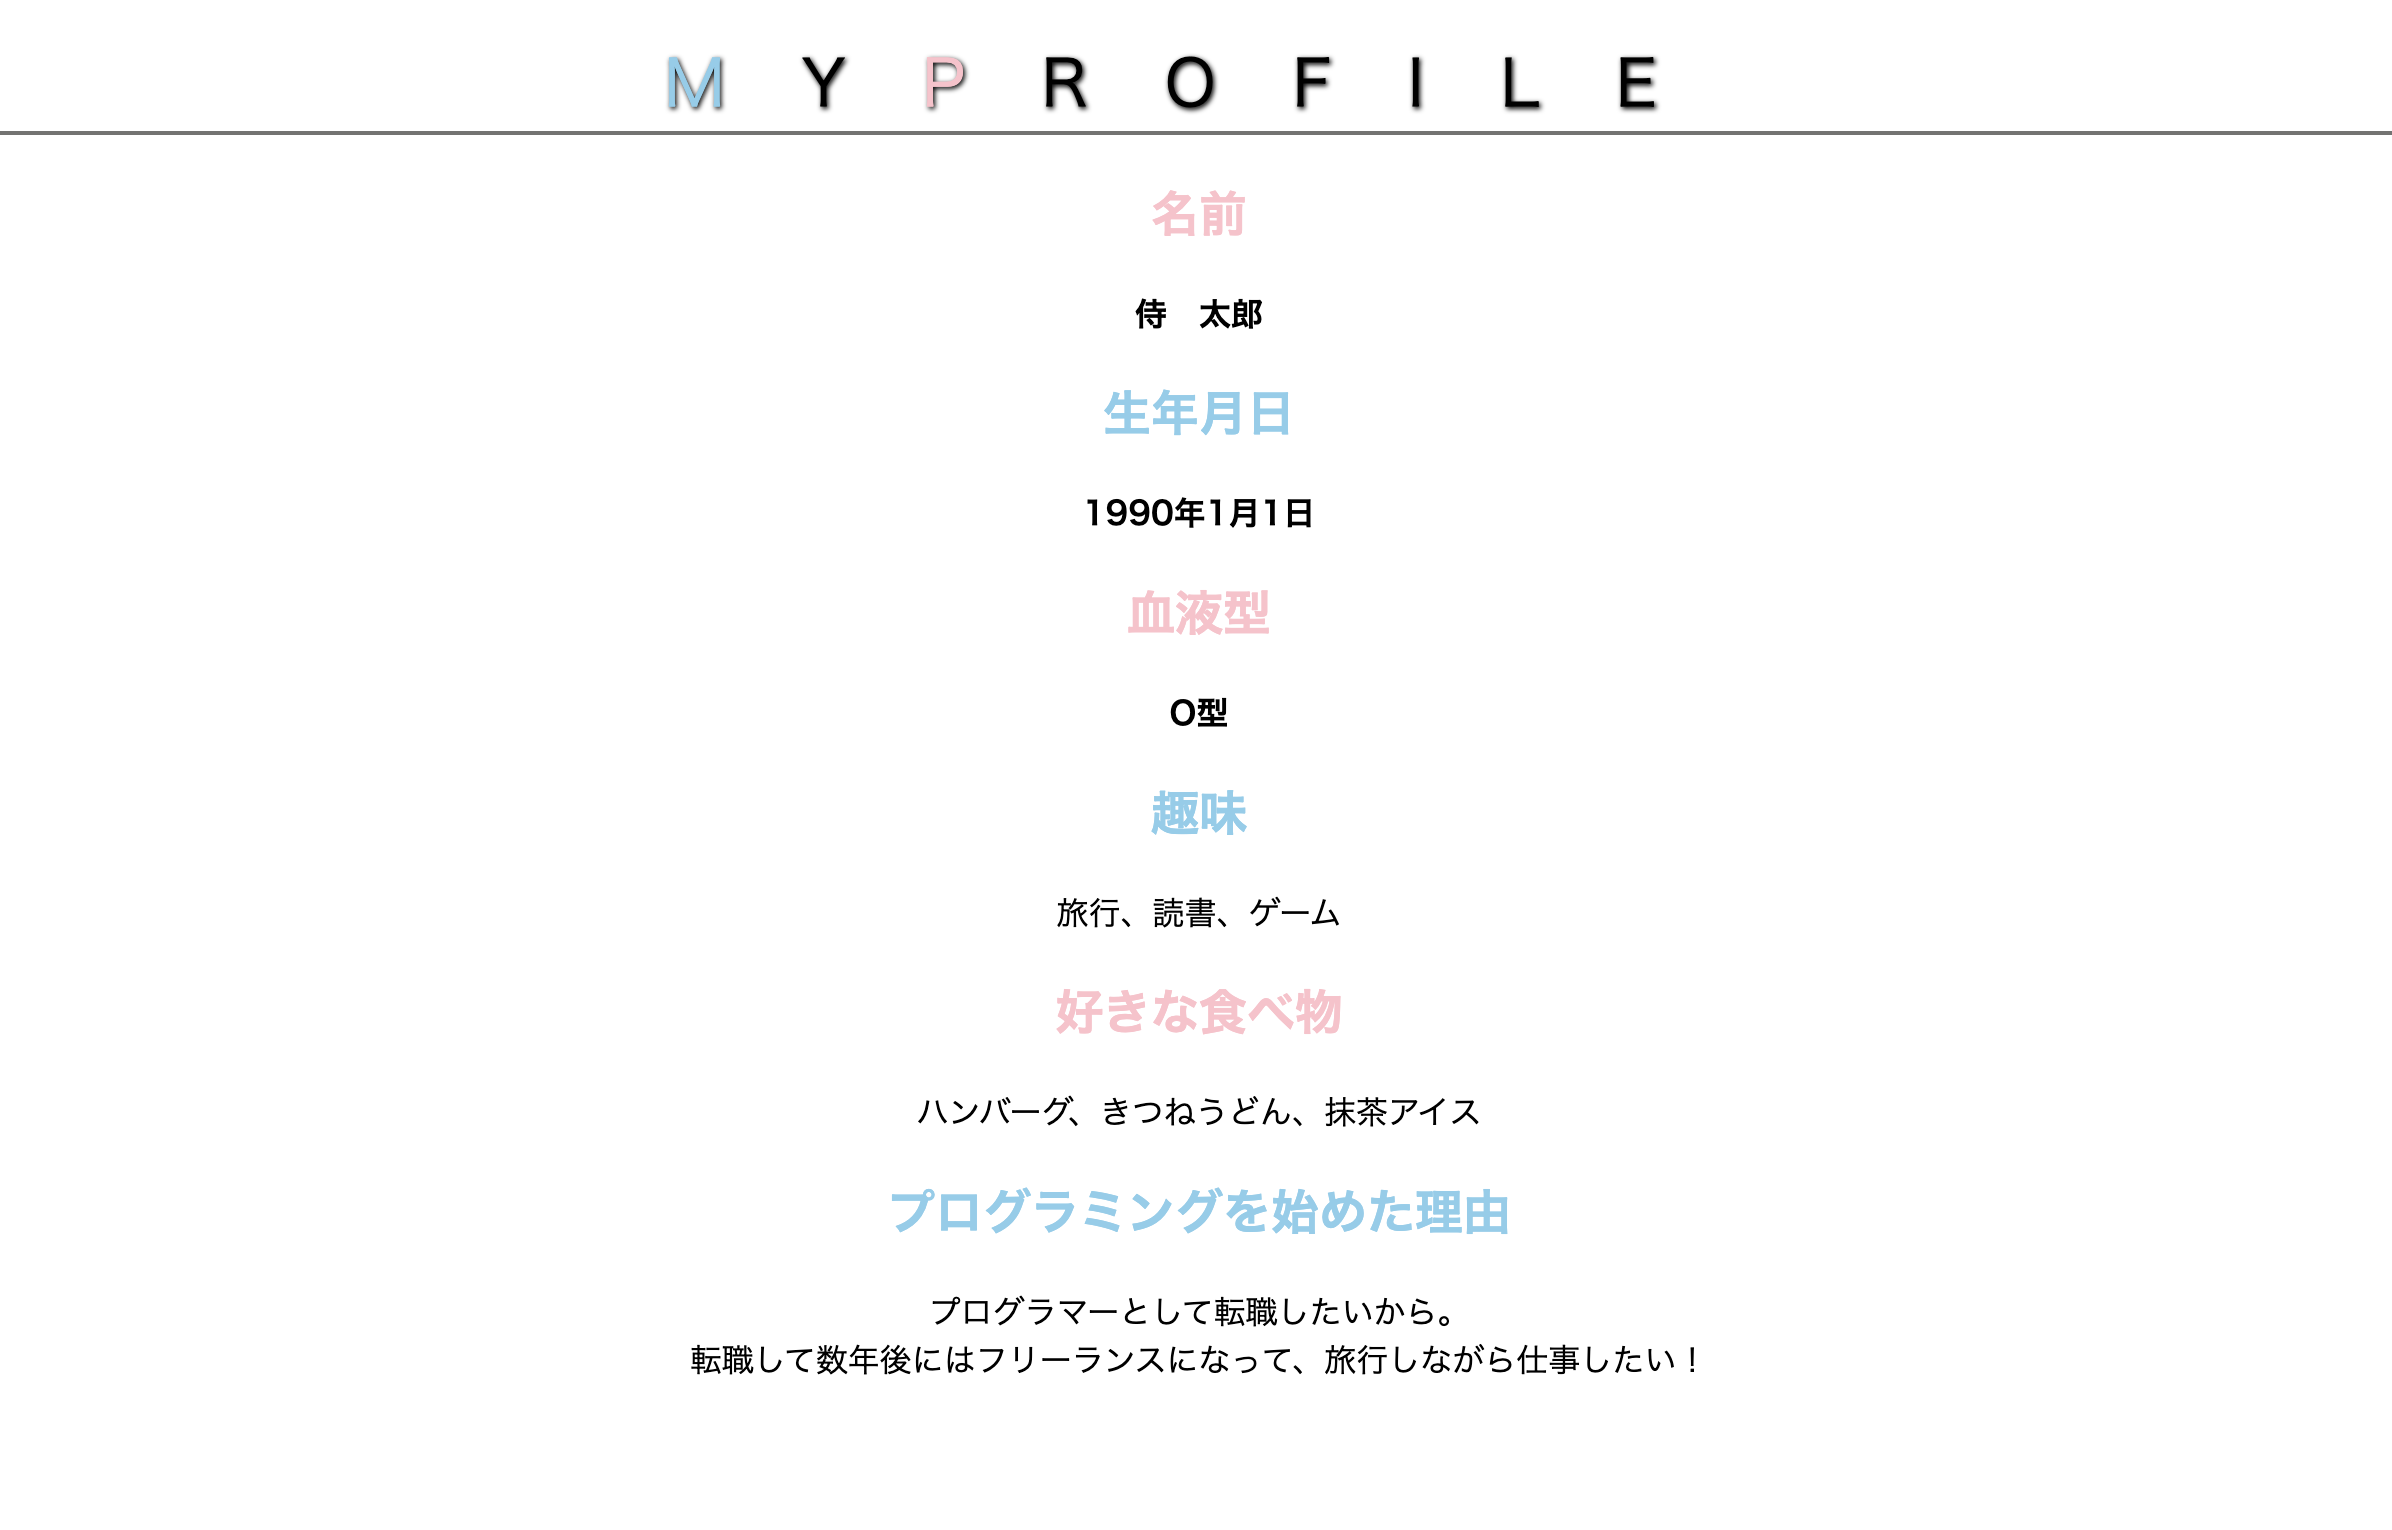 MYPROFILE
名前
侍　太郎
生年月日
1990年1月1日
血液型
O型
趣味
旅行、読書、ゲーム
好きな食べ物
ハンバーグ、きつねうどん、抹茶アイス
プログラミングを始めた理由
プログラマーとして転職したいから。
転職して数年後にはフリーランスになって、旅行しながら仕事したい！